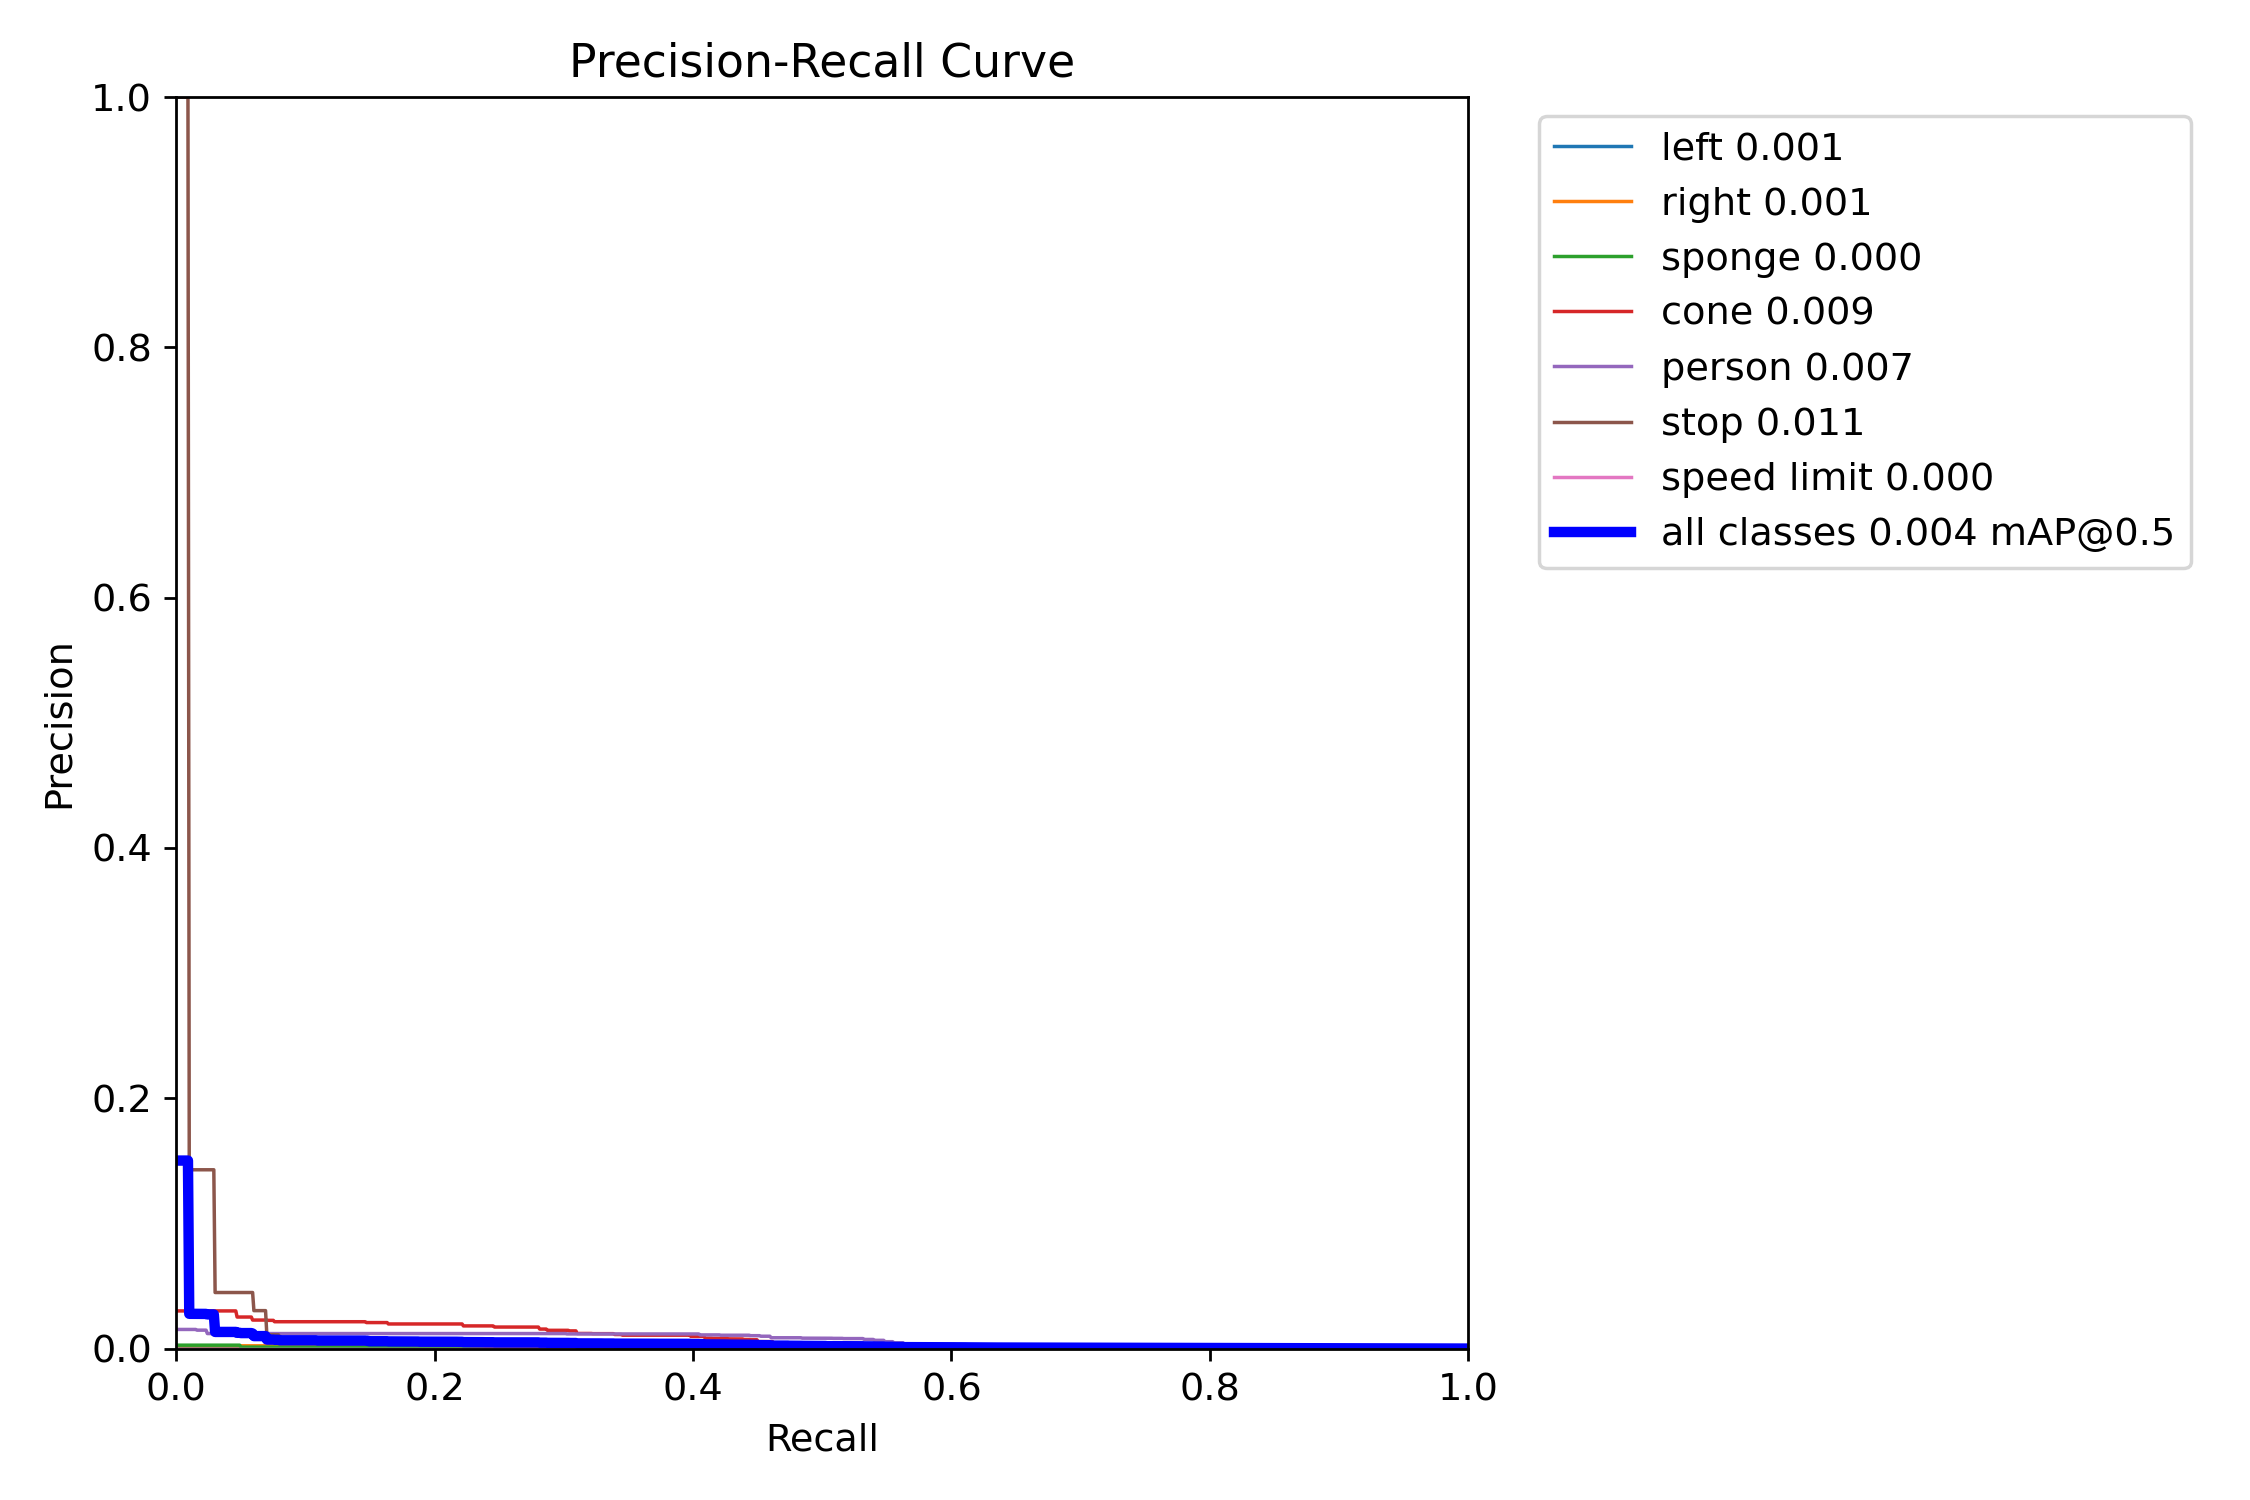 Precision-Recall Curve
1.0
0.8
0.6
0.4
0.2
0.0
Precision
0.0 0.2 0.4 0.6 0.8 1.0
Recall
left 0.001
right 0.001
sponge 0.000
cone 0.009
person 0.007
stop 0.011
speed limit 0.000
all classes 0.004 mAP@0.5